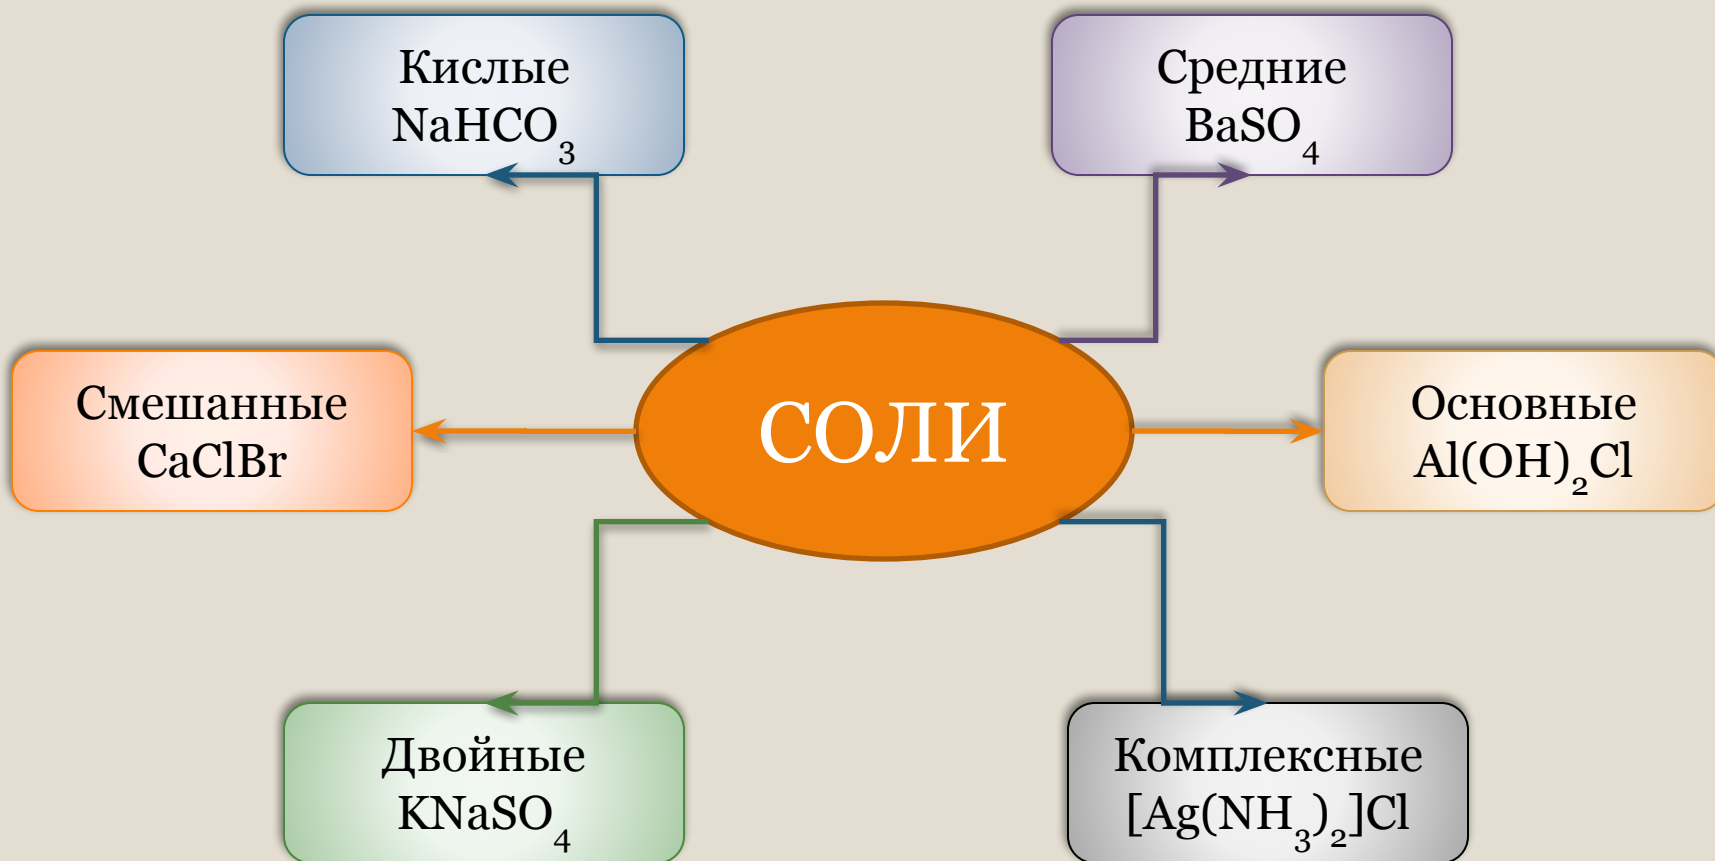 Кислые
NaHCO₃
Средние
BaSO₄
Смешанные
CaClBr
СОЛИ
Основные
Al(OH)₂Cl
Двойные
KNaSO₄
Комплексные
[Ag(NH₃)₂]Cl